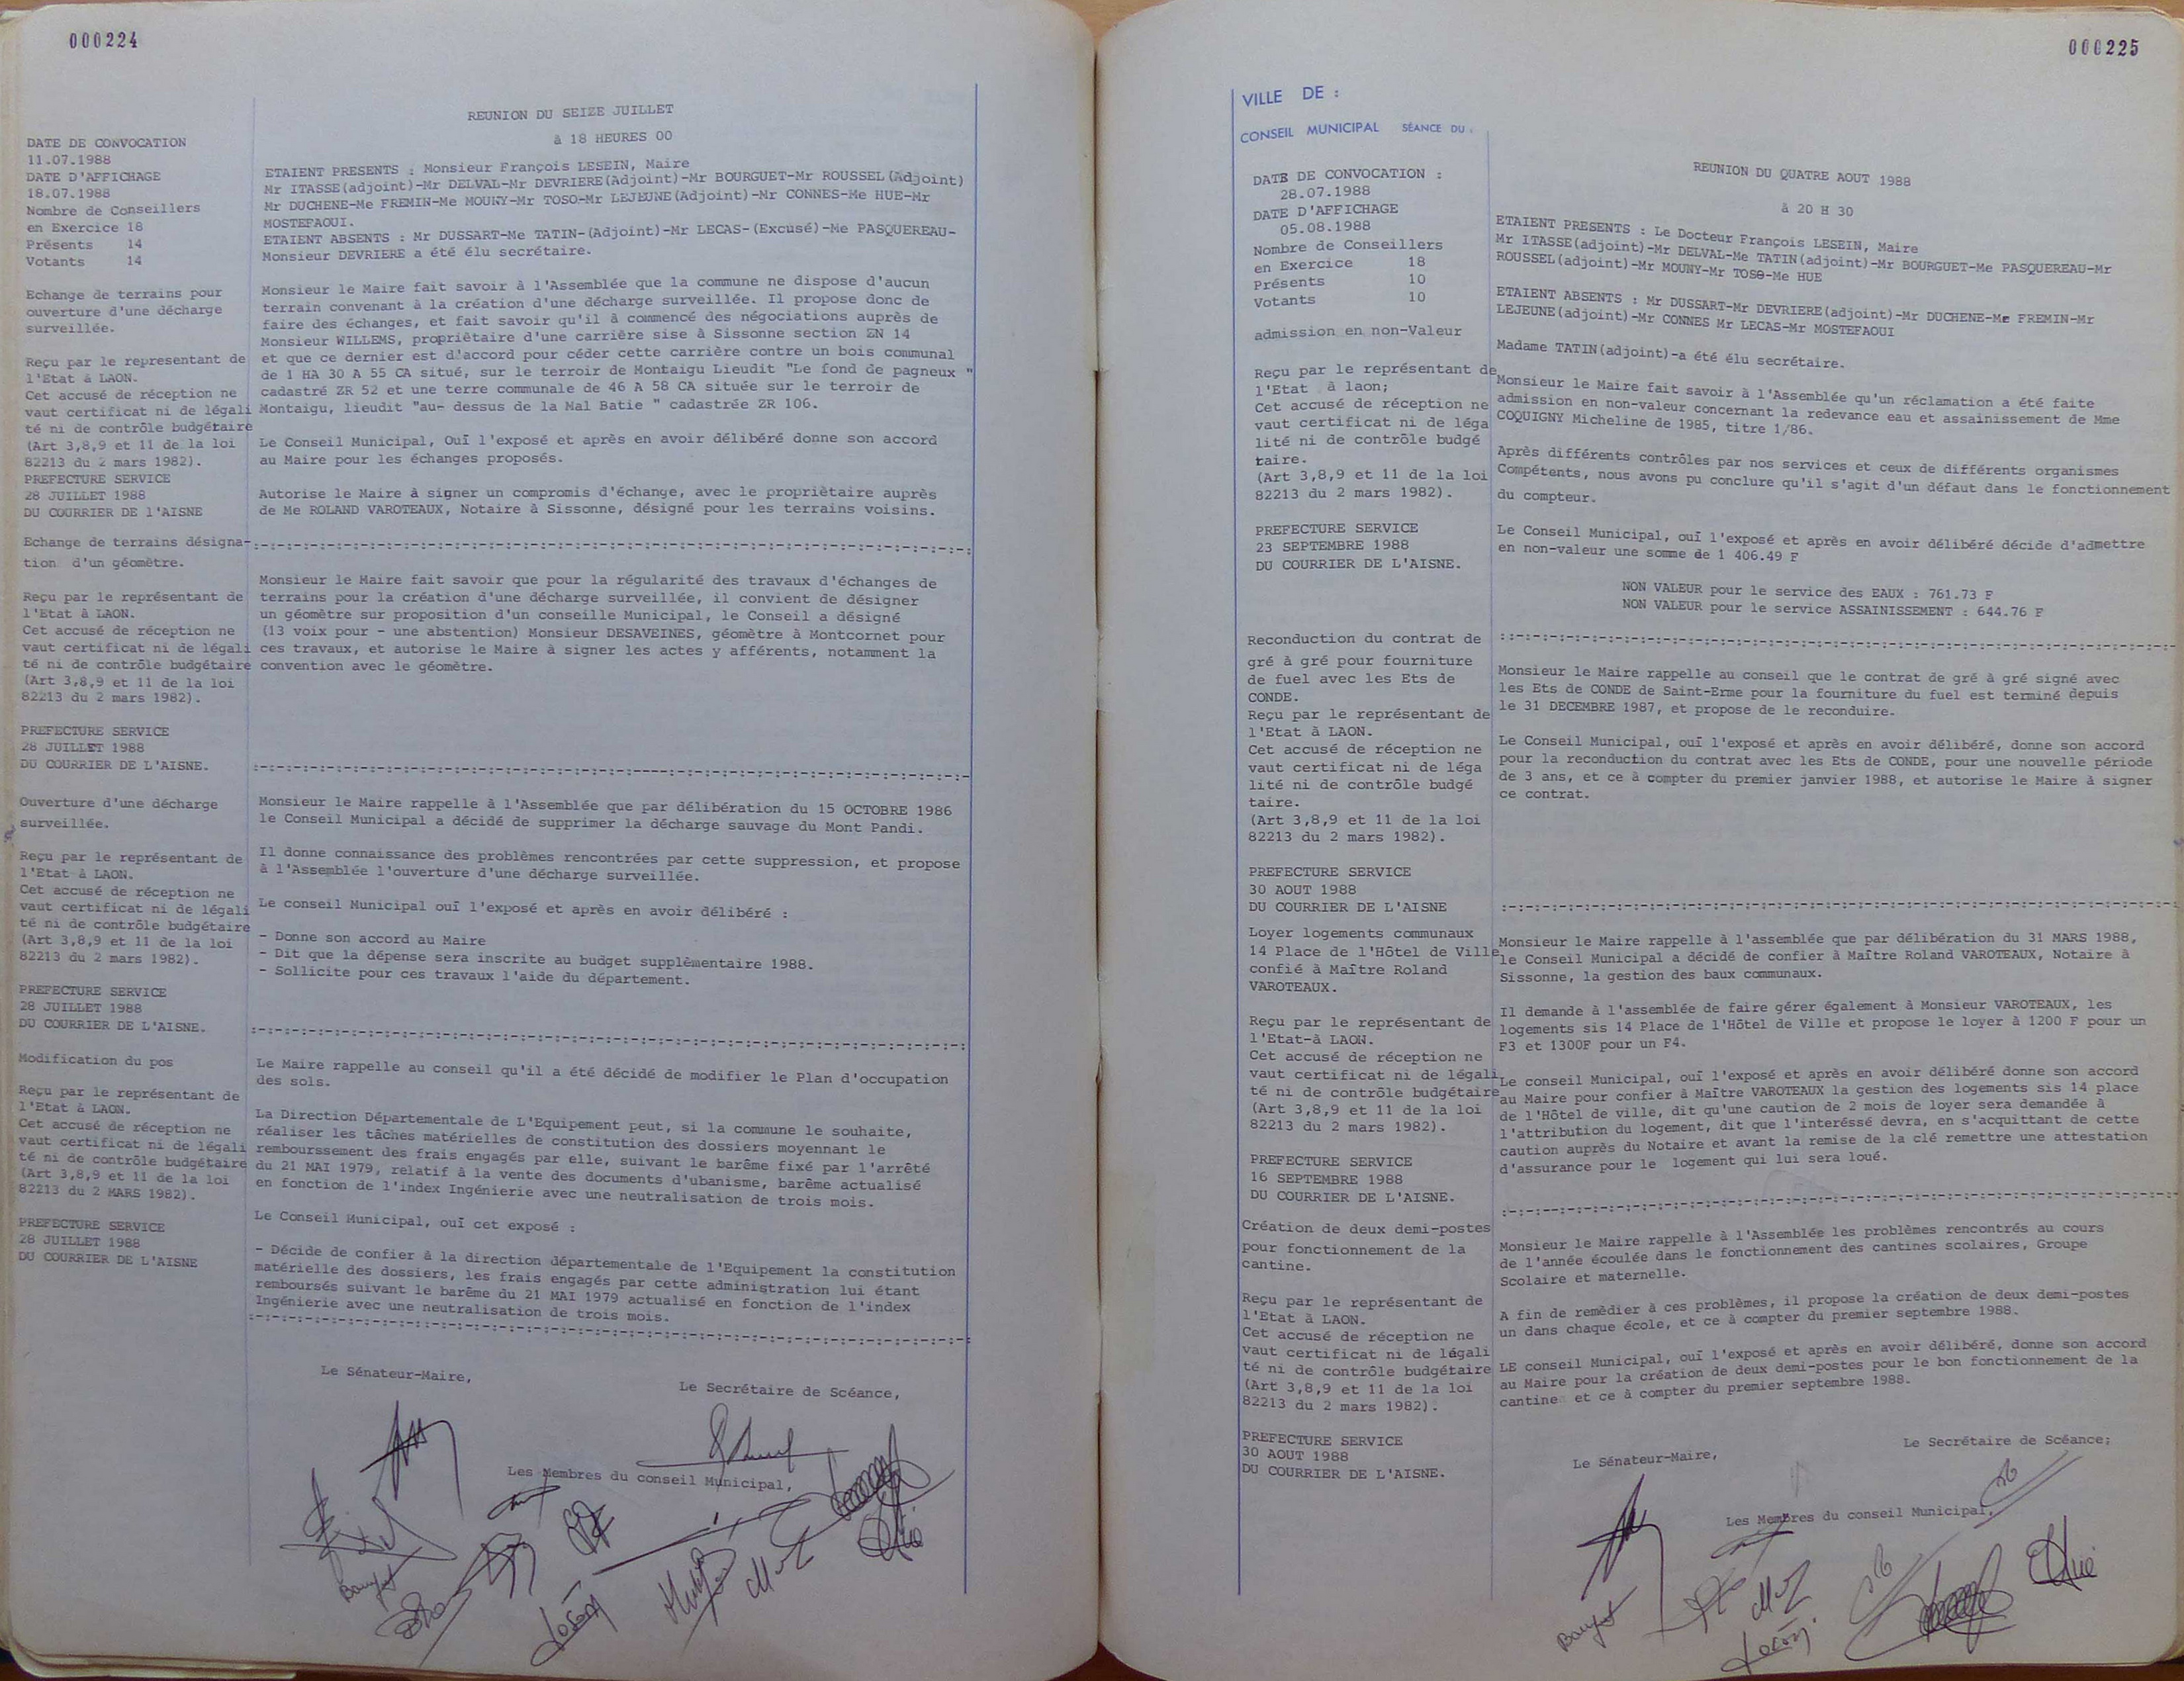 000224
REUNION DU SEIZE JUILLET
à 18 HEURES 00
DATE DE CONVOCATION
11.07.1988
DATE D'AFFICHAGE
18.07.1988
Nombre de Conseillers
en Exercice 18
Présents 14
Votants 14
ETAIENT PRESENTS : Monsieur François LESEIN, Maire
Mr ITASSE(adjoint)-Mr DELVAL-Mr DEVRIERE(Adjoint)-Mr BOURGUET-Mr ROUSSEL(Adjoint)
Mr DUCHENE-Me FREMIN-Me MOUNY-Mr TOSO-Mr LEJEUNE(Adjoint)-Mr CONNES-Me HUE-Mr
MOSTEFAOUI.
ETAIENT ABSENTS : Mr DUSSART-Me TATIN-(Adjoint)-Mr LECAS-(Excusé)-Me PASQUEREAU-
Monsieur DEVRIERE a été élu secrétaire.
Echange de terrains pour
ouverture d'une décharge
surveillée.
Reçu par le representant de
l'Etat à LAON.
Cet accusé de réception ne
vaut certificat ni de légali
té ni de contrôle budgétaire
(Art 3,8,9 et 11 de la loi
82213 du 2 mars 1982).
PREFECTURE SERVICE
28 JUILLET 1988
DU COURRIER DE l'AISNE
Monsieur le Maire fait savoir à l'Assemblée que la commune ne dispose d'aucun
terrain convenant à la création d'une décharge surveillée. Il propose donc de
faire des échanges, et fait savoir qu'il à commencé des négociations auprès de
Monsieur WILLEMS, propriètaire d'une carrière sise à Sissonne section ZN 14
et que ce dernier est d'accord pour céder cette carrière contre un bois communal
de 1 HA 30 A 55 CA situé, sur le terroir de Montaigu Lieudit "Le fond de pagneux "
cadastré ZR 52 et une terre communale de 46 A 58 CA située sur le terroir de
Montaigu, lieudit "au- dessus de la Mal Batie " cadastrée ZR 106.
Le Conseil Municipal, Ouï l'exposé et après en avoir délibéré donne son accord
au Maire pour les échanges proposés.
Autorise le Maire à signer un compromis d'échange, avec le propriètaire auprès
de Me ROLAND VAROTEAUX, Notaire à Sissonne, désigné pour les terrains voisins.
Echange de terrains désigna-
tion d'un géomètre.
Reçu par le représentant de
l'Etat à LAON.
Cet accusé de réception ne
vaut certificat ni de légali
té ni de contrôle budgétaire
(Art 3,8,9 et 11 de la loi
82213 du 2 mars 1982).
PREFECTURE SERVICE
28 JUILLET 1988
DU COURRIER DE L'AISNE.
Monsieur le Maire fait savoir que pour la régularité des travaux d'échanges de
terrains pour la création d'une décharge surveillée, il convient de désigner
un géomètre sur proposition d'un conseille Municipal, le Conseil a désigné
(13 voix pour - une abstention) Monsieur DESAVEINES, géomètre à Montcornet pour
ces travaux, et autorise le Maire à signer les actes y afférents, notamment la
convention avec le géomètre.
Ouverture d'une décharge
surveillée.
Reçu par le représentant de
l'Etat à LAON.
Cet accusé de réception ne
vaut certificat ni de légali
té ni de contrôle budgétaire
(Art 3,8,9 et 11 de la loi
82213 du 2 mars 1982).
PREFECTURE SERVICE
28 JUILLET 1988
DU COURRIER DE L'AISNE.
Monsieur le Maire rappelle à l'Assemblée que par délibération du 15 OCTOBRE 1986
le Conseil Municipal a décidé de supprimer la décharge sauvage du Mont Pandi.
Il donne connaissance des problèmes rencontrées par cette suppression, et propose
à l'Assemblée l'ouverture d'une décharge surveillée.
Le conseil Municipal ouï l'exposé et après en avoir délibéré :
- Donne son accord au Maire
- Dit que la dépense sera inscrite au budget supplémentaire 1988.
- Sollicite pour ces travaux l'aide du département.
Modification du pos
Reçu par le représentant de
l'Etat à LAON.
Cet accusé de réception ne
vaut certificat ni de légali
té ni de contrôle budgétaire
(Art 3,8,9 et 11 de la loi
82213 du 2 MARS 1982).
PREFECTURE SERVICE
28 JUILLET 1988
DU COURRIER DE L'AISNE
Le Maire rappelle au conseil qu'il a été décidé de modifier le Plan d'occupation
des sols.
La Direction Départementale de L'Equipement peut, si la commune le souhaite,
réaliser les tâches matérielles de constitution des dossiers moyennant le
rembourssement des frais engagés par elle, suivant le barême fixé par l'arrêté
du 21 MAI 1979, relatif à la vente des documents d'ubanisme, barême actualisé
en fonction de l'index Ingénierie avec une neutralisation de trois mois.
Le Conseil Municipal, ouï cet exposé :
- Décide de confier à la direction départementale de l'Equipement la constitution
matérielle des dossiers, les frais engagés par cette administration lui étant
remboursés suivant le barême du 21 MAI 1979 actualisé en fonction de l'index
Ingénierie avec une neutralisation de trois mois.
Le Sénateur-Maire,
Le Secrétaire de Scéance,
Les Membres du conseil Municipal,
000225
VILLE DE :
CONSEIL MUNICIPAL SÉANCE DU :
REUNION DU QUATRE AOUT 1988
à 20 H 30
DATE DE CONVOCATION :
28.07.1988
DATE D'AFFICHAGE
05.08.1988
Nombre de Conseillers
en Exercice 18
Présents 10
Votants 10
ETAIENT PRESENTS : Le Docteur François LESEIN, Maire
Mr ITASSE(adjoint)-Mr DELVAL-Me TATIN(adjoint)-Mr BOURGUET-Me PASQUEREAU-Mr
ROUSSEL(adjoint)-Mr MOUNY-Mr TOSO-Me HUE
ETAIENT ABSENTS : Mr DUSSART-Mr DEVRIERE(adjoint)-Mr DUCHENE-Me FREMIN-Mr
LEJEUNE(adjoint)-Mr CONNES Mr LECAS-Mr MOSTEFAOUI
Madame TATIN(adjoint)-a été élu secrétaire.
admission en non-Valeur
Reçu par le représentant de
l'Etat à laon;
Cet accusé de réception ne
vaut certificat ni de léga
lité ni de contrôle budgé
taire.
(Art 3,8,9 et 11 de la loi
82213 du 2 mars 1982).
PREFECTURE SERVICE
23 SEPTEMBRE 1988
DU COURRIER DE L'AISNE.
Monsieur le Maire fait savoir à l'Assemblée qu'un réclamation a été faite
admission en non-valeur concernant la redevance eau et assainissement de Mme
COQUIGNY Micheline de 1985, titre 1/86.
Après différents contrôles par nos services et ceux de différents organismes
Compétents, nous avons pu conclure qu'il s'agit d'un défaut dans le fonctionnement
du compteur.
Le Conseil Municipal, ouï l'exposé et après en avoir délibéré décide d'admettre
en non-valeur une somme de 1 406.49 F
NON VALEUR pour le service des EAUX : 761.73 F
NON VALEUR pour le service ASSAINISSEMENT : 644.76 F
Reconduction du contrat de
gré à gré pour fourniture
de fuel avec les Ets de
CONDE.
Reçu par le représentant de
l'Etat à LAON.
Cet accusé de réception ne
vaut certificat ni de léga
lité ni de contrôle budgé
taire.
(Art 3,8,9 et 11 de la loi
82213 du 2 mars 1982).
PREFECTURE SERVICE
30 AOUT 1988
DU COURRIER DE L'AISNE
Monsieur le Maire rappelle au conseil que le contrat de gré à gré signé avec
les Ets de CONDE de Saint-Erme pour la fourniture du fuel est terminé depuis
le 31 DECEMBRE 1987, et propose de le reconduire.
Le Conseil Municipal, ouï l'exposé et après en avoir délibéré, donne son accord
pour la reconduction du contrat avec les Ets de CONDE, pour une nouvelle période
de 3 ans, et ce à compter du premier janvier 1988, et autorise le Maire à signer
ce contrat.
Loyer logements communaux
14 Place de l'Hôtel de Ville
confié à Maître Roland
VAROTEAUX.
Reçu par le représentant de
l'Etat-à LAON.
Cet accusé de réception ne
vaut certificat ni de légali
té ni de contrôle budgétaire
(Art 3,8,9 et 11 de la loi
82213 du 2 mars 1982).
PREFECTURE SERVICE
16 SEPTEMBRE 1988
DU COURRIER DE L'AISNE.
Monsieur le Maire rappelle à l'assemblée que par délibération du 31 MARS 1988,
le Conseil Municipal a décidé de confier à Maître Roland VAROTEAUX, Notaire à
Sissonne, la gestion des baux communaux.
Il demande à l'assemblée de faire gérer également à Monsieur VAROTEAUX, les
logements sis 14 Place de l'Hôtel de Ville et propose le loyer à 1200 F pour un
F3 et 1300F pour un F4.
Le conseil Municipal, ouï l'exposé et après en avoir délibéré donne son accord
au Maire pour confier à Maître VAROTEAUX la gestion des logements sis 14 place
de l'Hôtel de ville, dit qu'une caution de 2 mois de loyer sera demandée à
l'attribution du logement, dit que l'interéssé devra, en s'acquittant de cette
caution auprès du Notaire et avant la remise de la clé remettre une attestation
d'assurance pour le logement qui lui sera loué.
Création de deux demi-postes
pour fonctionnement de la
cantine.
Reçu par le représentant de
l'Etat à LAON.
Cet accusé de réception ne
vaut certificat ni de légali
té ni de contrôle budgétaire
(Art 3,8,9 et 11 de la loi
82213 du 2 mars 1982).
PREFECTURE SERVICE
30 AOUT 1988
DU COURRIER DE L'AISNE.
Monsieur le Maire rappelle à l'Assemblée les problèmes rencontrés au cours
de l'année écoulée dans le fonctionnement des cantines scolaires, Groupe
Scolaire et maternelle.
A fin de remèdier à ces problèmes, il propose la création de deux demi-postes
un dans chaque école, et ce à compter du premier septembre 1988.
LE conseil Municipal, ouï l'exposé et après en avoir délibéré, donne son accord
au Maire pour la création de deux demi-postes pour le bon fonctionnement de la
cantine et ce à compter du premier septembre 1988.
Le Sénateur-Maire,
Le Secrétaire de Scéance;
Les Membres du conseil Municipal,